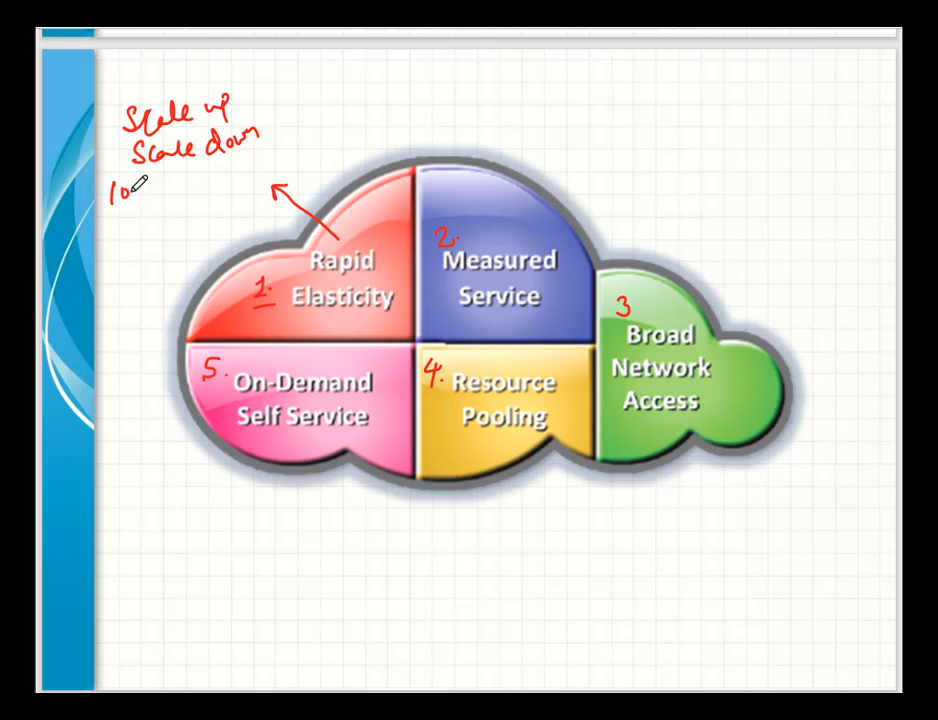 Scale up
Scale down
10
1. Rapid
Elasticity
2.
Measured
Service
3
Broad
Network
Access
5. On-Demand
Self Service
4. Resource
Pooling